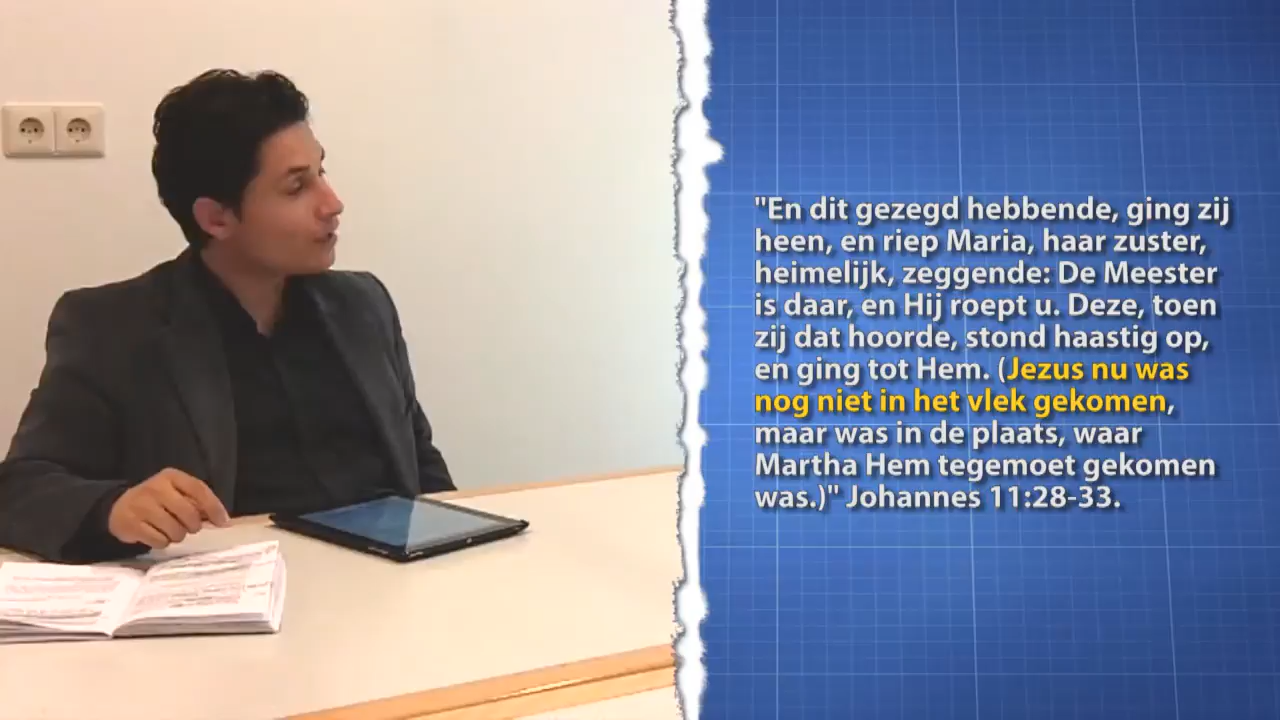 "En dit gezegd hebbende, ging zij
heen, en riep Maria, haar zuster,
heimelijk, zeggende: De Meester
is daar, en Hij roept u. Deze, toen
zij dat hoorde, stond haastig op,
en ging tot Hem. (Jezus nu was
nog niet in het vlek gekomen,
maar was in de plaats, waar
Martha Hem tegemoet gekomen
was.)" Johannes 11:28-33.